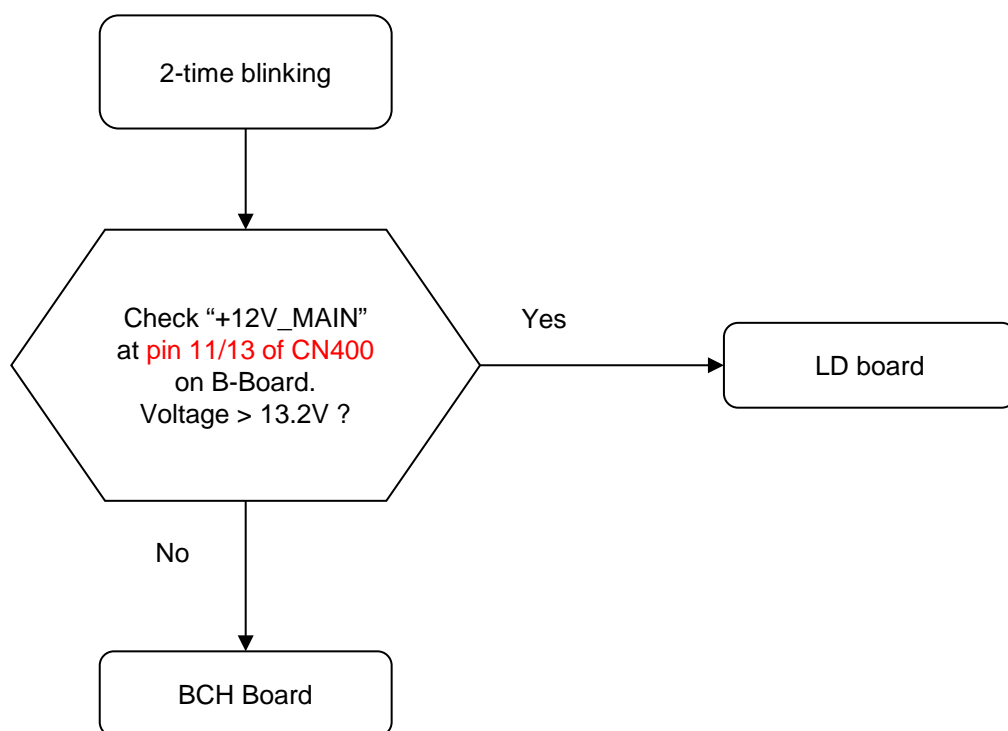 2-time blinking
Check “+12V_MAIN”
at pin 11/13 of CN400
on B-Board.
Voltage > 13.2V ?
Yes
LD board
No
BCH Board